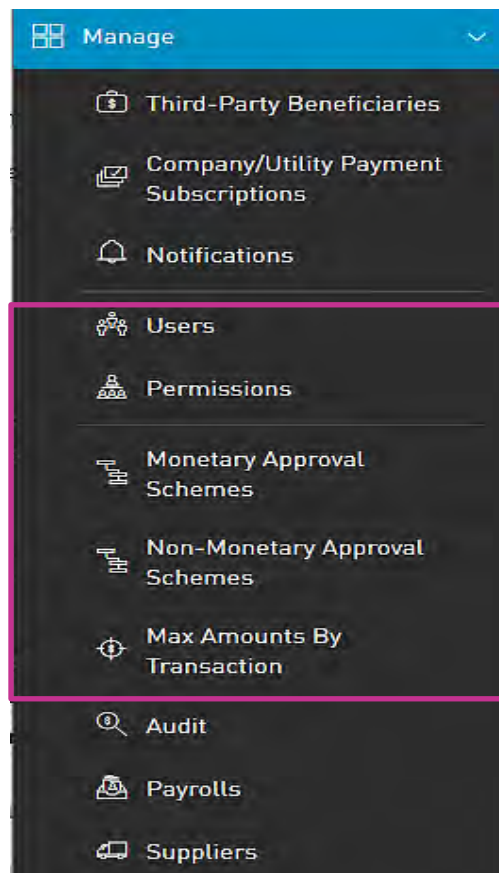 Manage
Third-Party Beneficiaries
Company/Utility Payment
Subscriptions
Notifications
Users
Permissions
Monetary Approval
Schemes
Non-Monetary Approval
Schemes
Max Amounts By
Transaction
Audit
Payrolls
Suppliers